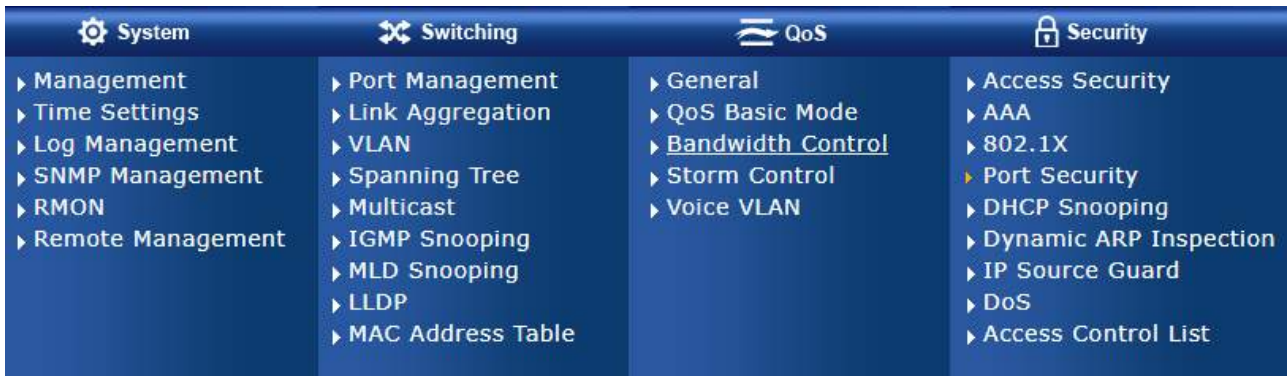 System
Management
Time Settings
Log Management
SNMP Management
RMON
Remote Management
Switching
Port Management
Link Aggregation
VLAN
Spanning Tree
Multicast
IGMP Snooping
MLD Snooping
LLDP
MAC Address Table
QoS
General
QoS Basic Mode
Bandwidth Control
Storm Control
Voice VLAN
Security
Access Security
AAA
802.1X
Port Security
DHCP Snooping
Dynamic ARP Inspection
IP Source Guard
DoS
Access Control List